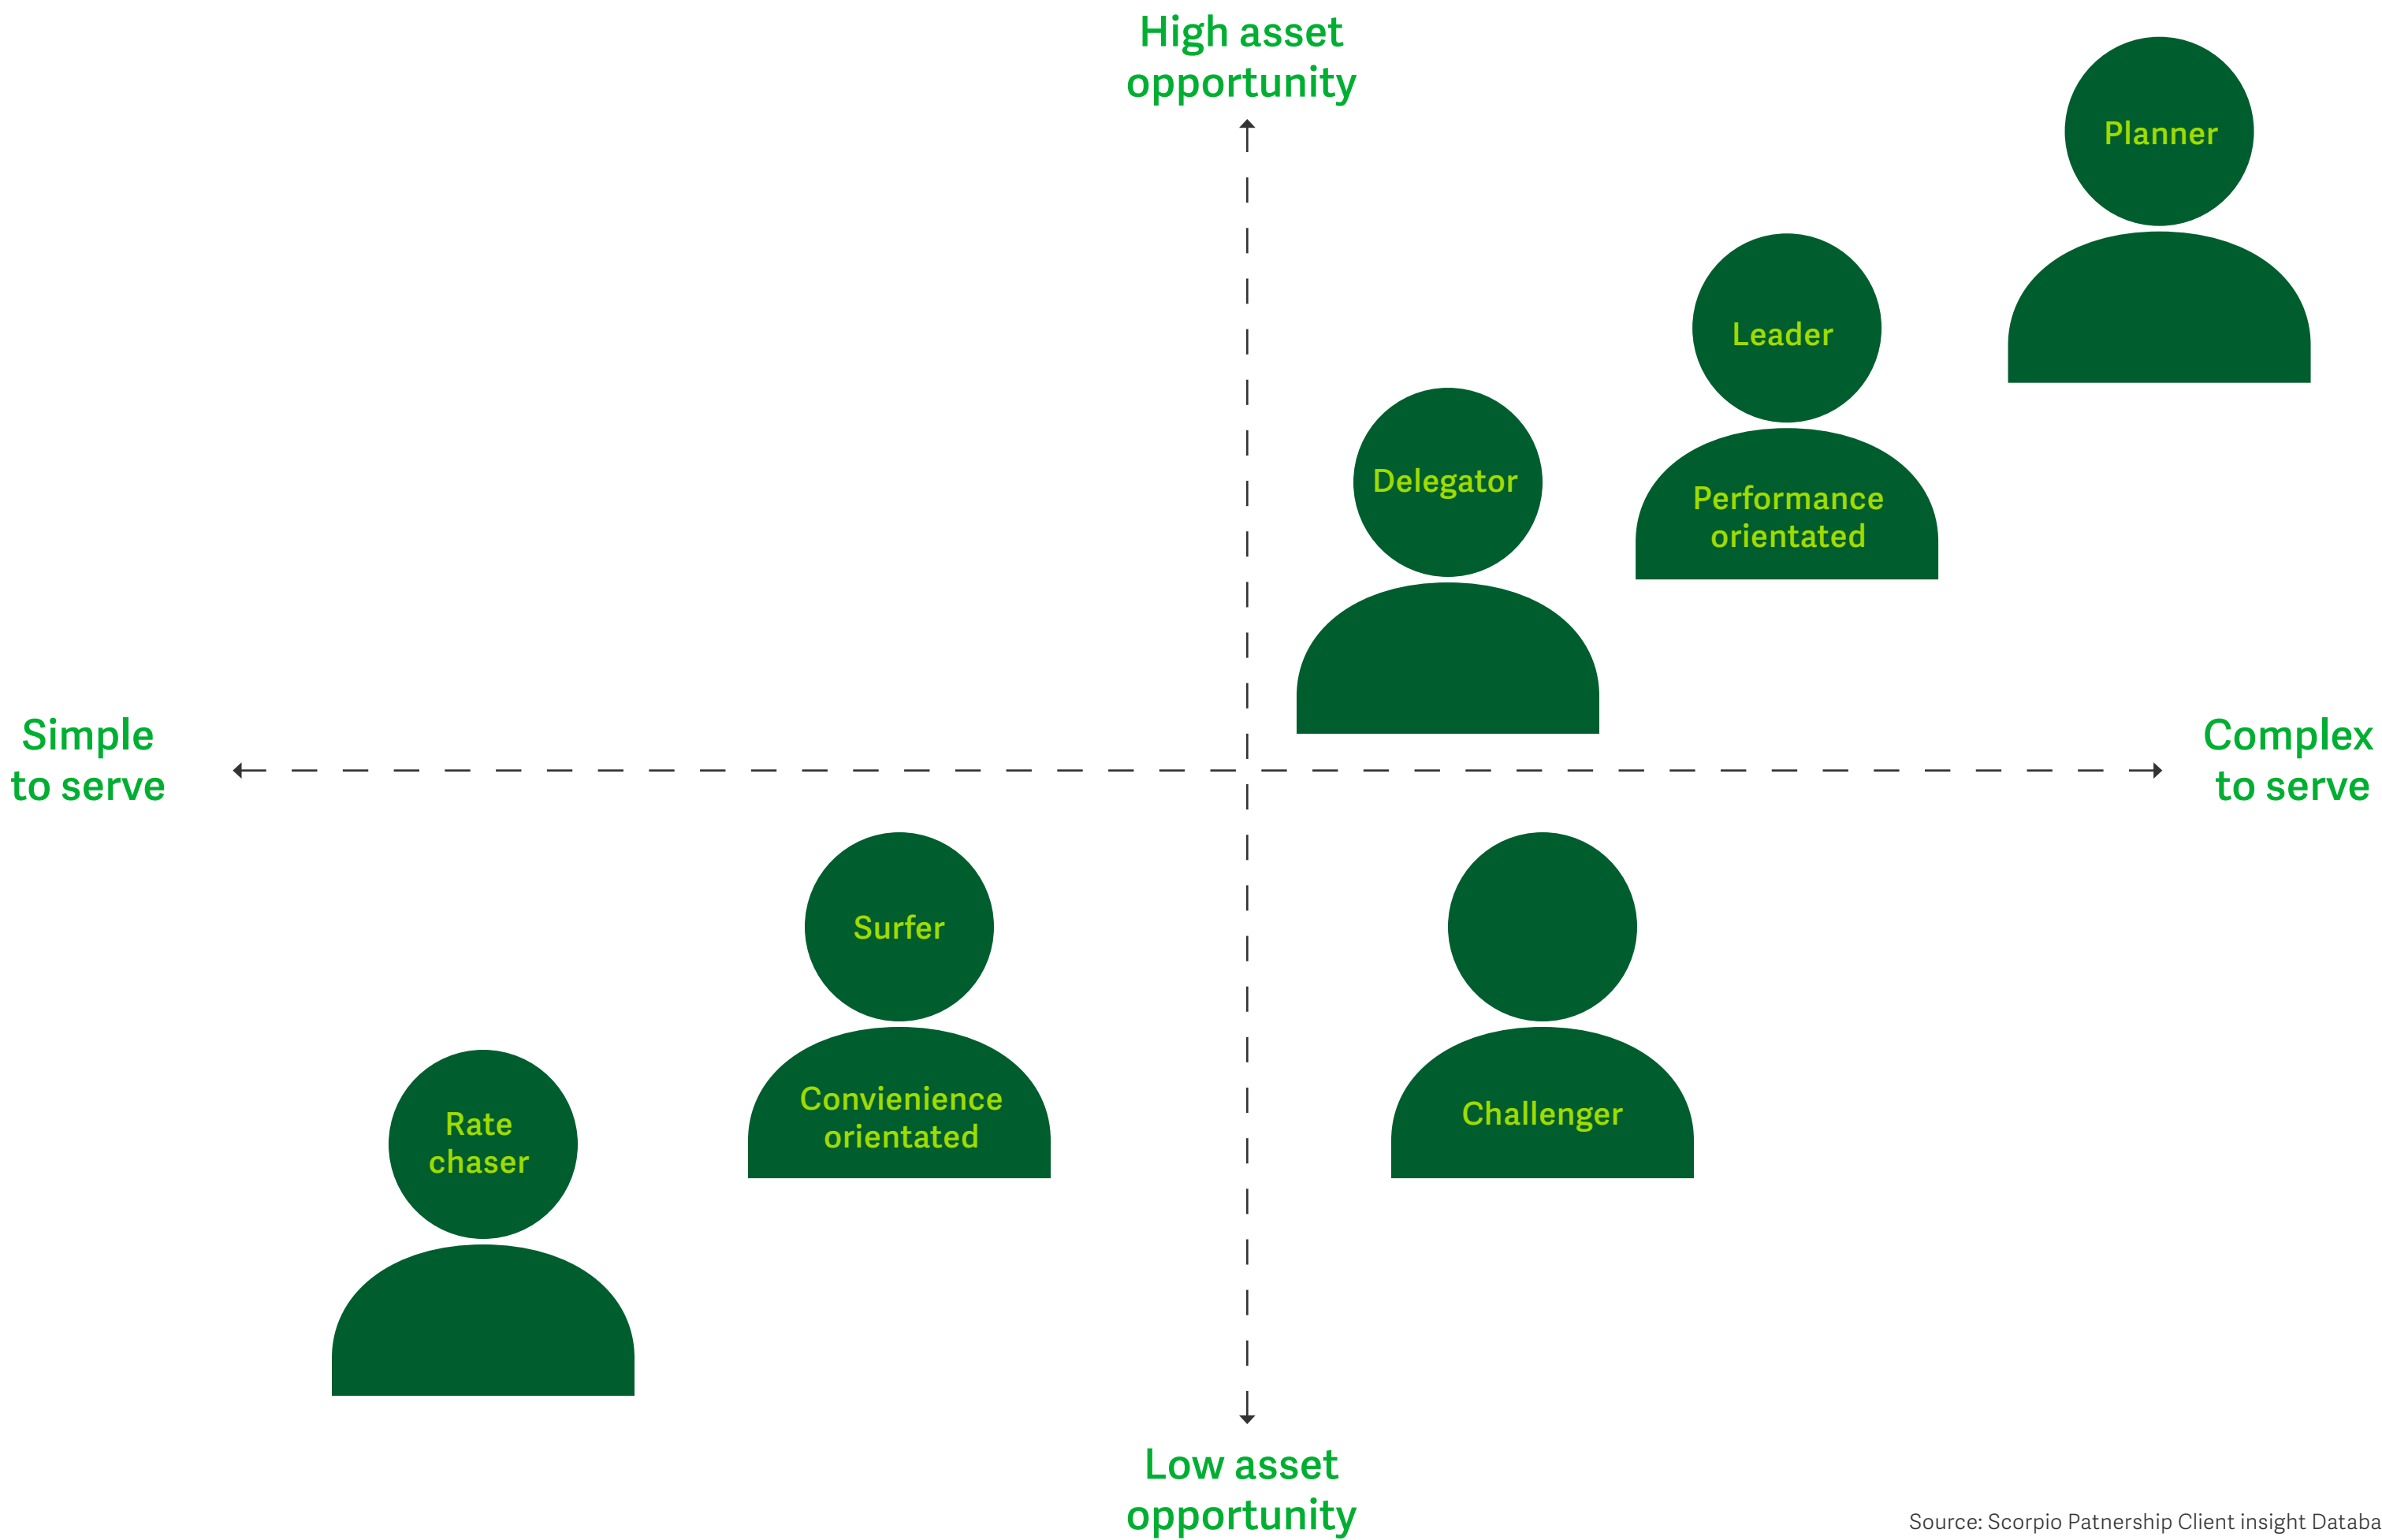 High asset
opportunity
Planner
Leader
Performance
orientated
Delegator
Simple
to serve
Complex
to serve
Surfer
Convienience
orientated
Challenger
Rate
chaser
Low asset
opportunity
Source: Scorpio Patnership Client insight Databa